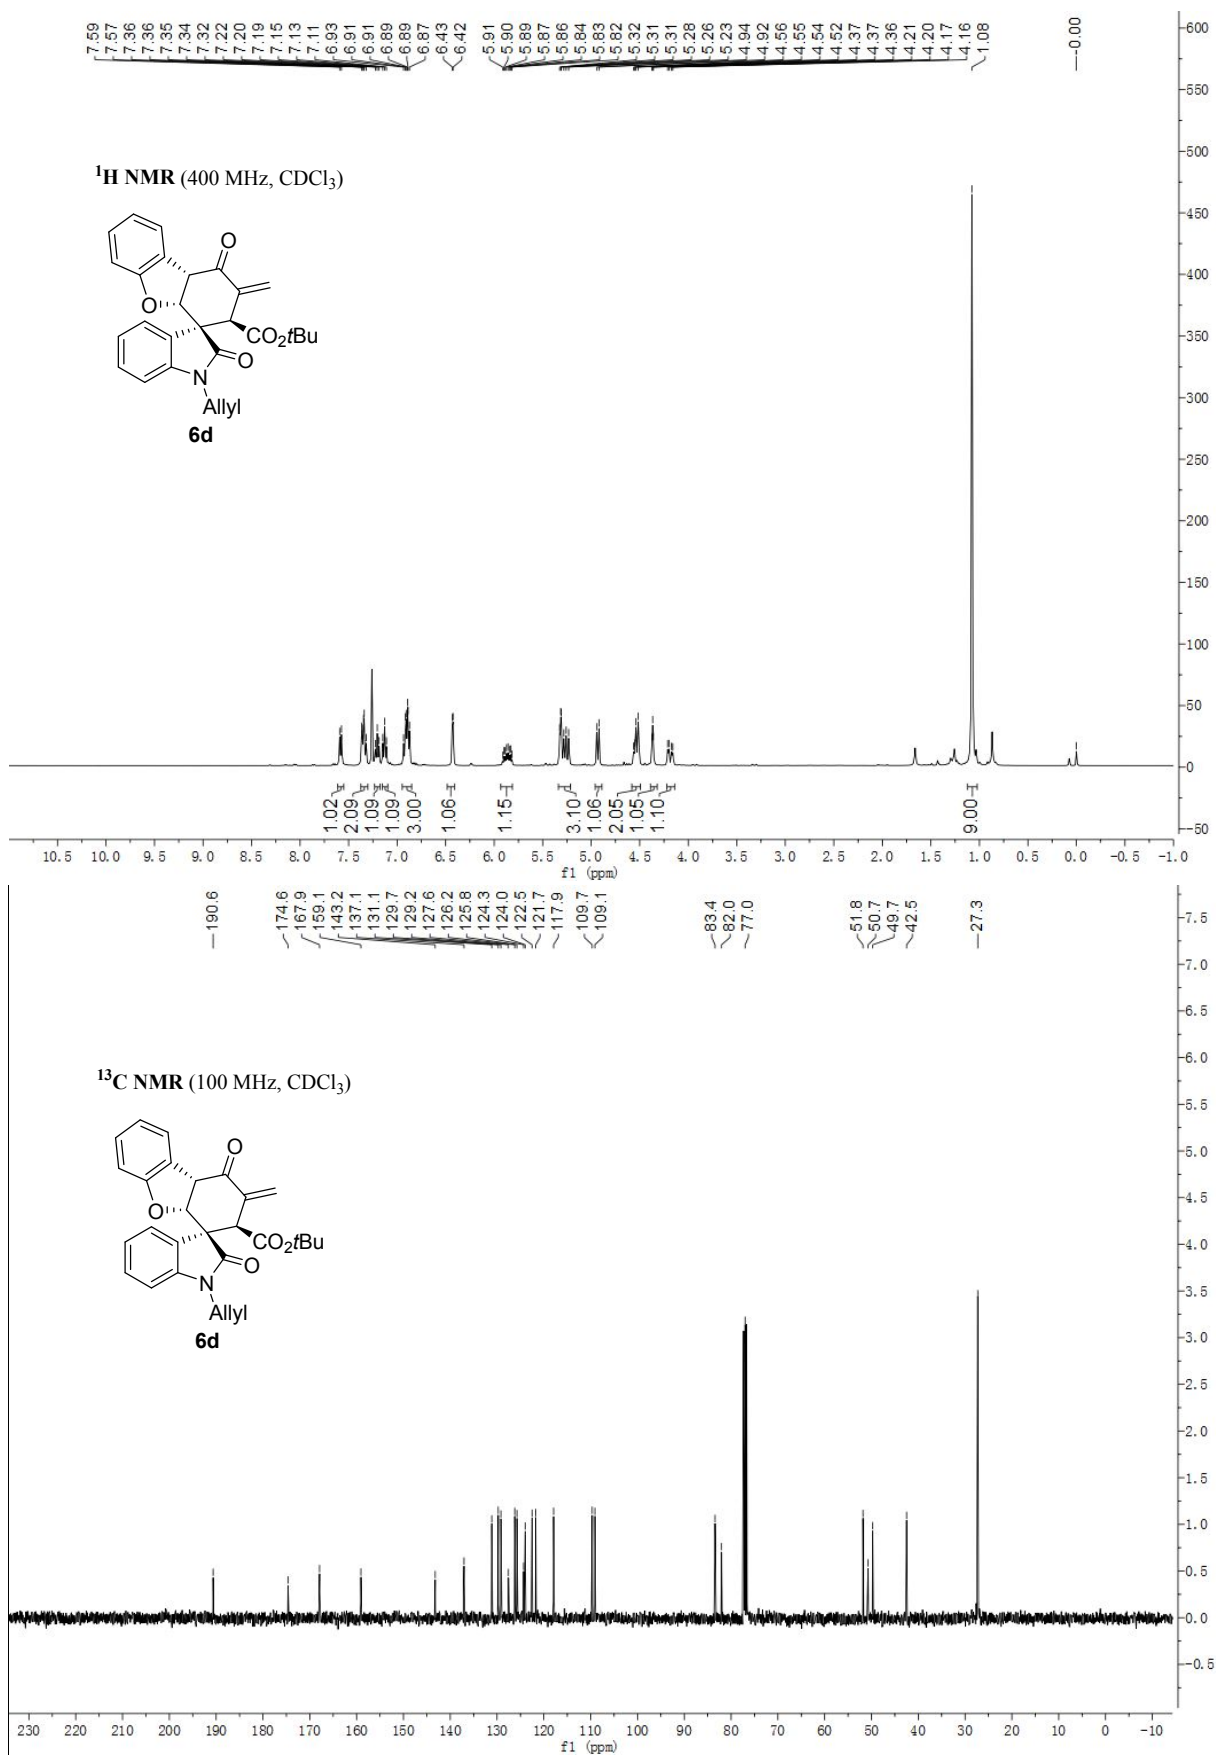 7.59 7.57 7.36 7.36 7.35 7.34 7.32 7.22 7.20 7.19 7.15 7.13 7.11 6.93 6.91 6.91 6.89 6.89 6.87 6.43 6.42 5.91 5.90 5.89 5.87 5.86 5.84 5.83 5.82 5.32 5.31 5.31 5.28 5.26 5.23 4.94 4.92 4.56 4.55 4.54 4.52 4.37 4.37 4.36 4.21 4.20 4.17 4.16 1.08 -0.00
600
550
500
450
400
350
300
250
200
150
100
50
0
-50
¹H NMR (400 MHz, CDCl₃)
O
O
CO₂tBu
O
N
Allyl
6d
1.02 2.09 1.09 1.09 3.00 1.06 1.15 3.10 1.06 2.05 1.05 1.10 9.00
10.5 10.0 9.5 9.0 8.5 8.0 7.5 7.0 6.5 6.0 5.5 5.0 4.5 4.0 3.5 3.0 2.5 2.0 1.5 1.0 0.5 0.0 -0.5 -1.0
f1 (ppm)
190.6 174.6 167.9 159.1 143.2 137.1 131.1 129.7 129.2 127.6 126.2 125.8 124.3 124.0 122.5 121.7 117.9 109.7 109.1 83.4 82.0 77.0 51.8 50.7 49.7 42.5 27.3
7.5
7.0
6.5
6.0
5.5
5.0
4.5
4.0
3.5
3.0
2.5
2.0
1.5
1.0
0.5
0.0
-0.5
¹³C NMR (100 MHz, CDCl₃)
O
O
CO₂tBu
O
N
Allyl
6d
230 220 210 200 190 180 170 160 150 140 130 120 110 100 90 80 70 60 50 40 30 20 10 0 -10
f1 (ppm)